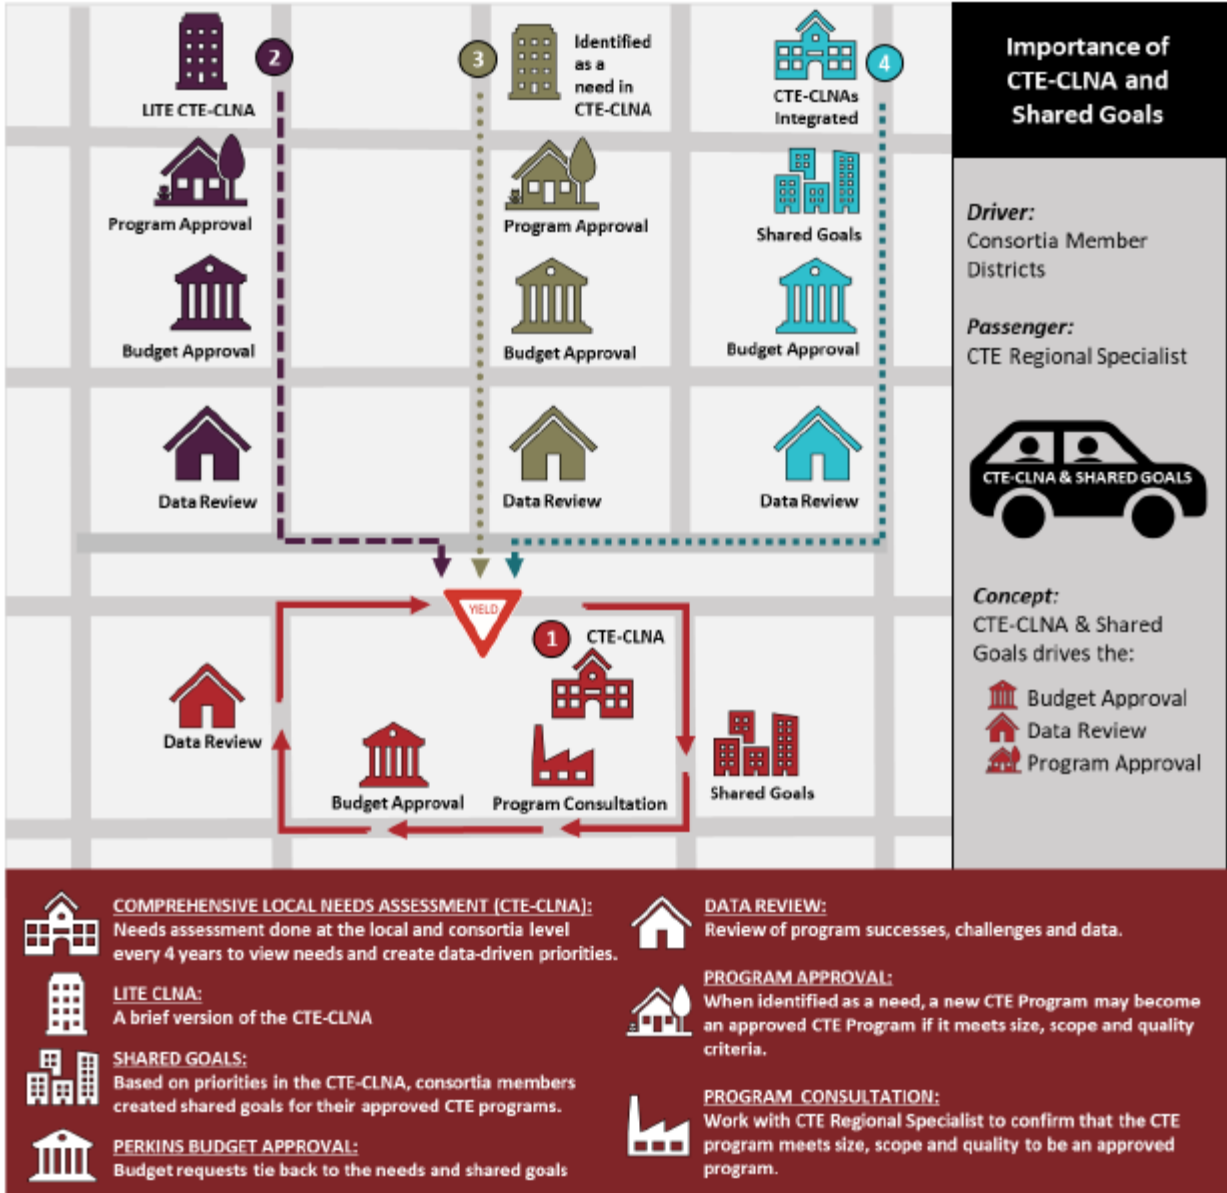 2
LITE CTE-CLNA
Program Approval
Budget Approval
Data Review
3
Identified
as a
need in
CTE-CLNA
Program Approval
Budget Approval
Data Review
4
CTE-CLNAs
Integrated
Shared Goals
Budget Approval
Data Review
YIELD
1
CTE-CLNA
Shared Goals
Program Consultation
Budget Approval
Data Review
Importance of
CTE-CLNA and
Shared Goals
Driver:
Consortia Member
Districts
Passenger:
CTE Regional Specialist
CTE-CLNA & SHARED GOALS
Concept:
CTE-CLNA & Shared
Goals drives the:
Budget Approval
Data Review
Program Approval
COMPREHENSIVE LOCAL NEEDS ASSESSMENT (CTE-CLNA):
Needs assessment done at the local and consortia level
every 4 years to view needs and create data-driven priorities.
LITE CLNA:
A brief version of the CTE-CLNA
SHARED GOALS:
Based on priorities in the CTE-CLNA, consortia members
created shared goals for their approved CTE programs.
PERKINS BUDGET APPROVAL:
Budget requests tie back to the needs and shared goals
DATA REVIEW:
Review of program successes, challenges and data.
PROGRAM APPROVAL:
When identified as a need, a new CTE Program may become
an approved CTE Program if it meets size, scope and quality
criteria.
PROGRAM CONSULTATION:
Work with CTE Regional Specialist to confirm that the CTE
program meets size, scope and quality to be an approved
program.